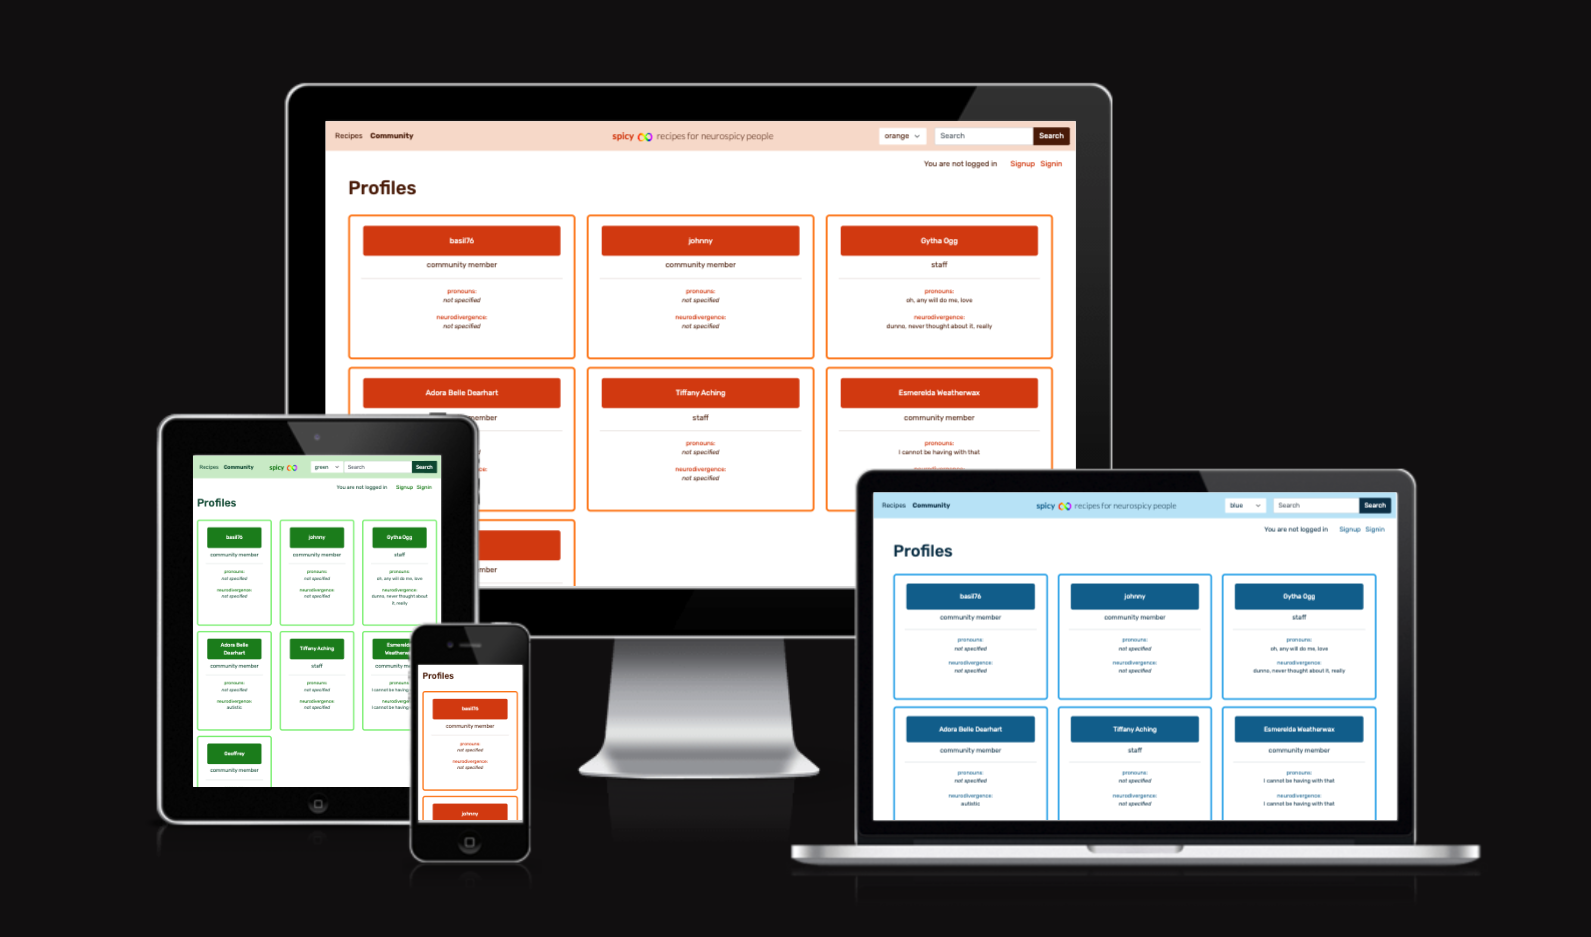 Recipes Community spicy recipes for neurospicy people orange Search Search
You are not logged in Signup Signin
Profiles
basil76 johnny Gytha Ogg
community member community member staff
pronouns: pronouns: pronouns:
not specified not specified oh, any will do me, love
neurodivergence: neurodivergence: neurodivergence:
not specified not specified dunno, never thought about it, really
Adora Belle Dearhart Tiffany Aching Esmerelda Weatherwax
member staff community member
pronouns: pronouns:
not specified I cannot be having with that
neurodivergence:
not specified
mber
Recipes Community spicy green Search Search
You are not logged in Signup Signin
Profiles
basil76 johnny Gytha Ogg
community member community member staff
pronouns: pronouns: pronouns:
not specified not specified oh, any will do me, love
neurodivergence: neurodivergence: neurodivergence:
not specified not specified dunno, never thought about
it, really
Adora Belle Tiffany Aching Esmerelda
Dearhart Weatherwax
community member staff community m
pronouns: pronouns: pronouns
not specified not specified I cannot be having
neurodivergence: neurodivergence: neurodiverg
autistic not specified I cannot be having
Geoffrey
community member
Profiles
basil76
community member
pronouns:
not specified
neurodivergence:
not specified
johnny
Recipes Community spicy recipes for neurospicy people blue Search Search
You are not logged in Signup Signin
Profiles
basil76 johnny Gytha Ogg
community member community member staff
pronouns: pronouns: pronouns:
not specified not specified oh, any will do me, love
neurodivergence: neurodivergence: neurodivergence:
not specified not specified dunno, never thought about it, really
Adora Belle Dearhart Tiffany Aching Esmerelda Weatherwax
community member staff community member
pronouns: pronouns: pronouns:
not specified not specified I cannot be having with that
neurodivergence: neurodivergence: neurodivergence:
autistic not specified I cannot be having with that